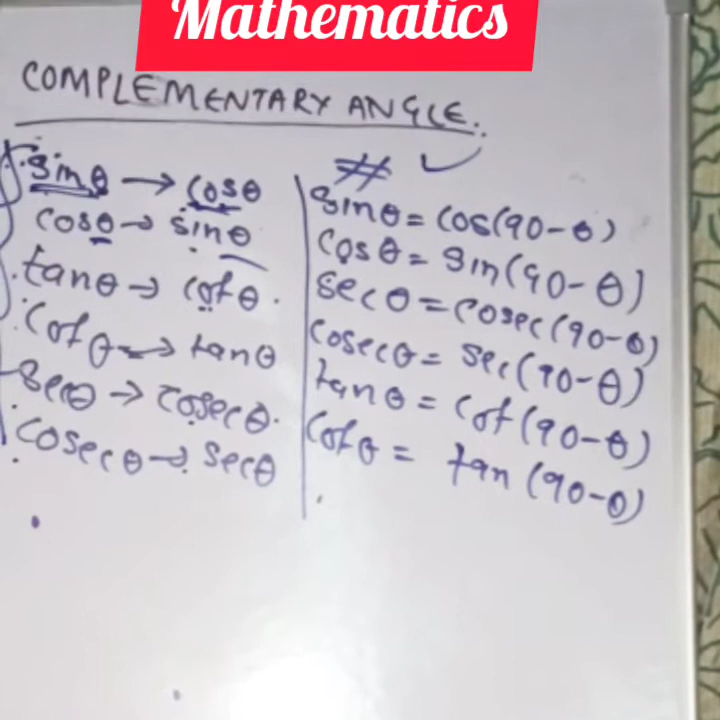 Mathematics
COMPLEMENTARY ANGLE.
sinθ → cosθ
cosθ → sinθ
tanθ → cotθ.
cotθ → tanθ
secθ → cosecθ.
cosecθ → secθ
#✓
sinθ = cos(90-θ)
cosθ = sin(90-θ)
secθ = cosec(90-θ)
cosecθ = sec(90-θ)
tanθ = cot(90-θ)
cotθ = tan(90-θ)